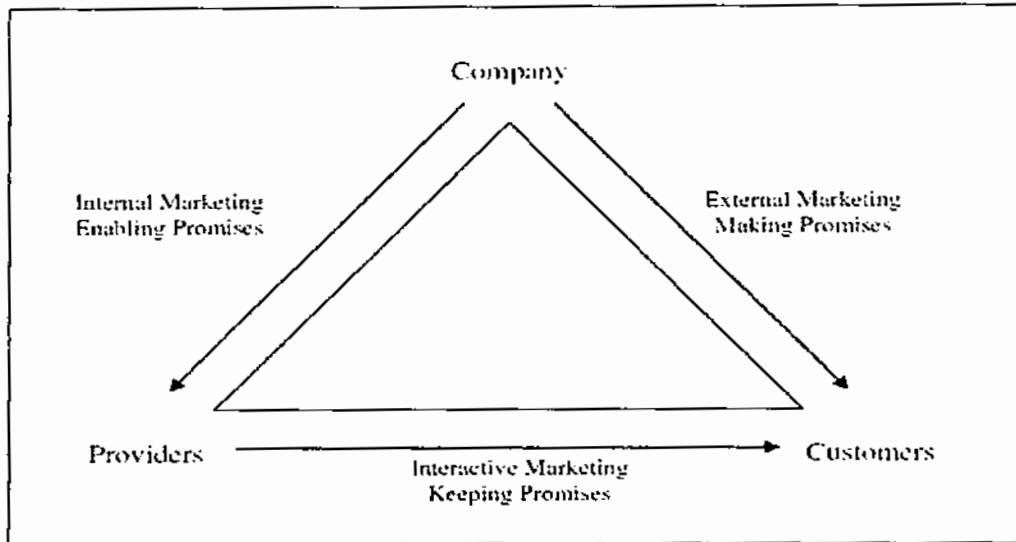 Company
Internal Marketing
Enabling Promises
External Marketing
Making Promises
Providers
Customers
Interactive Marketing
Keeping Promises